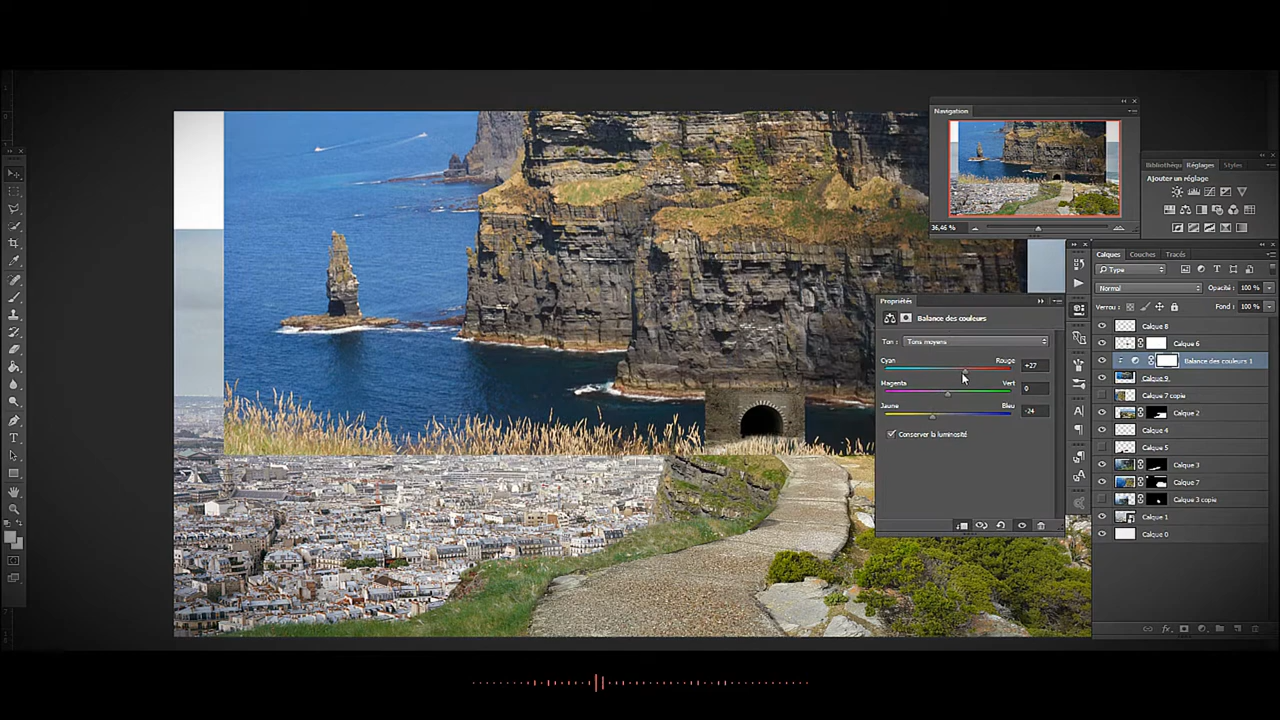 Navigation
36,46 %
Bibliothèqu
Réglages
Styles
Ajouter un réglage
Propriétés
Balance des couleurs
Ton :
Tons moyens
Cyan
Rouge
+27
Magenta
Vert
0
Jaune
Bleu
-24
Conserver la luminosité
Calques
Couches
Tracés
Type
Normal
Opacité :
100 %
Verrou :
Fond :
100 %
Calque 8
Calque 6
Balance des couleurs 1
Calque 9
Calque 7 copie
Calque 2
Calque 4
Calque 5
Calque 3
Calque 7
Calque 3 copie
Calque 1
Calque 0